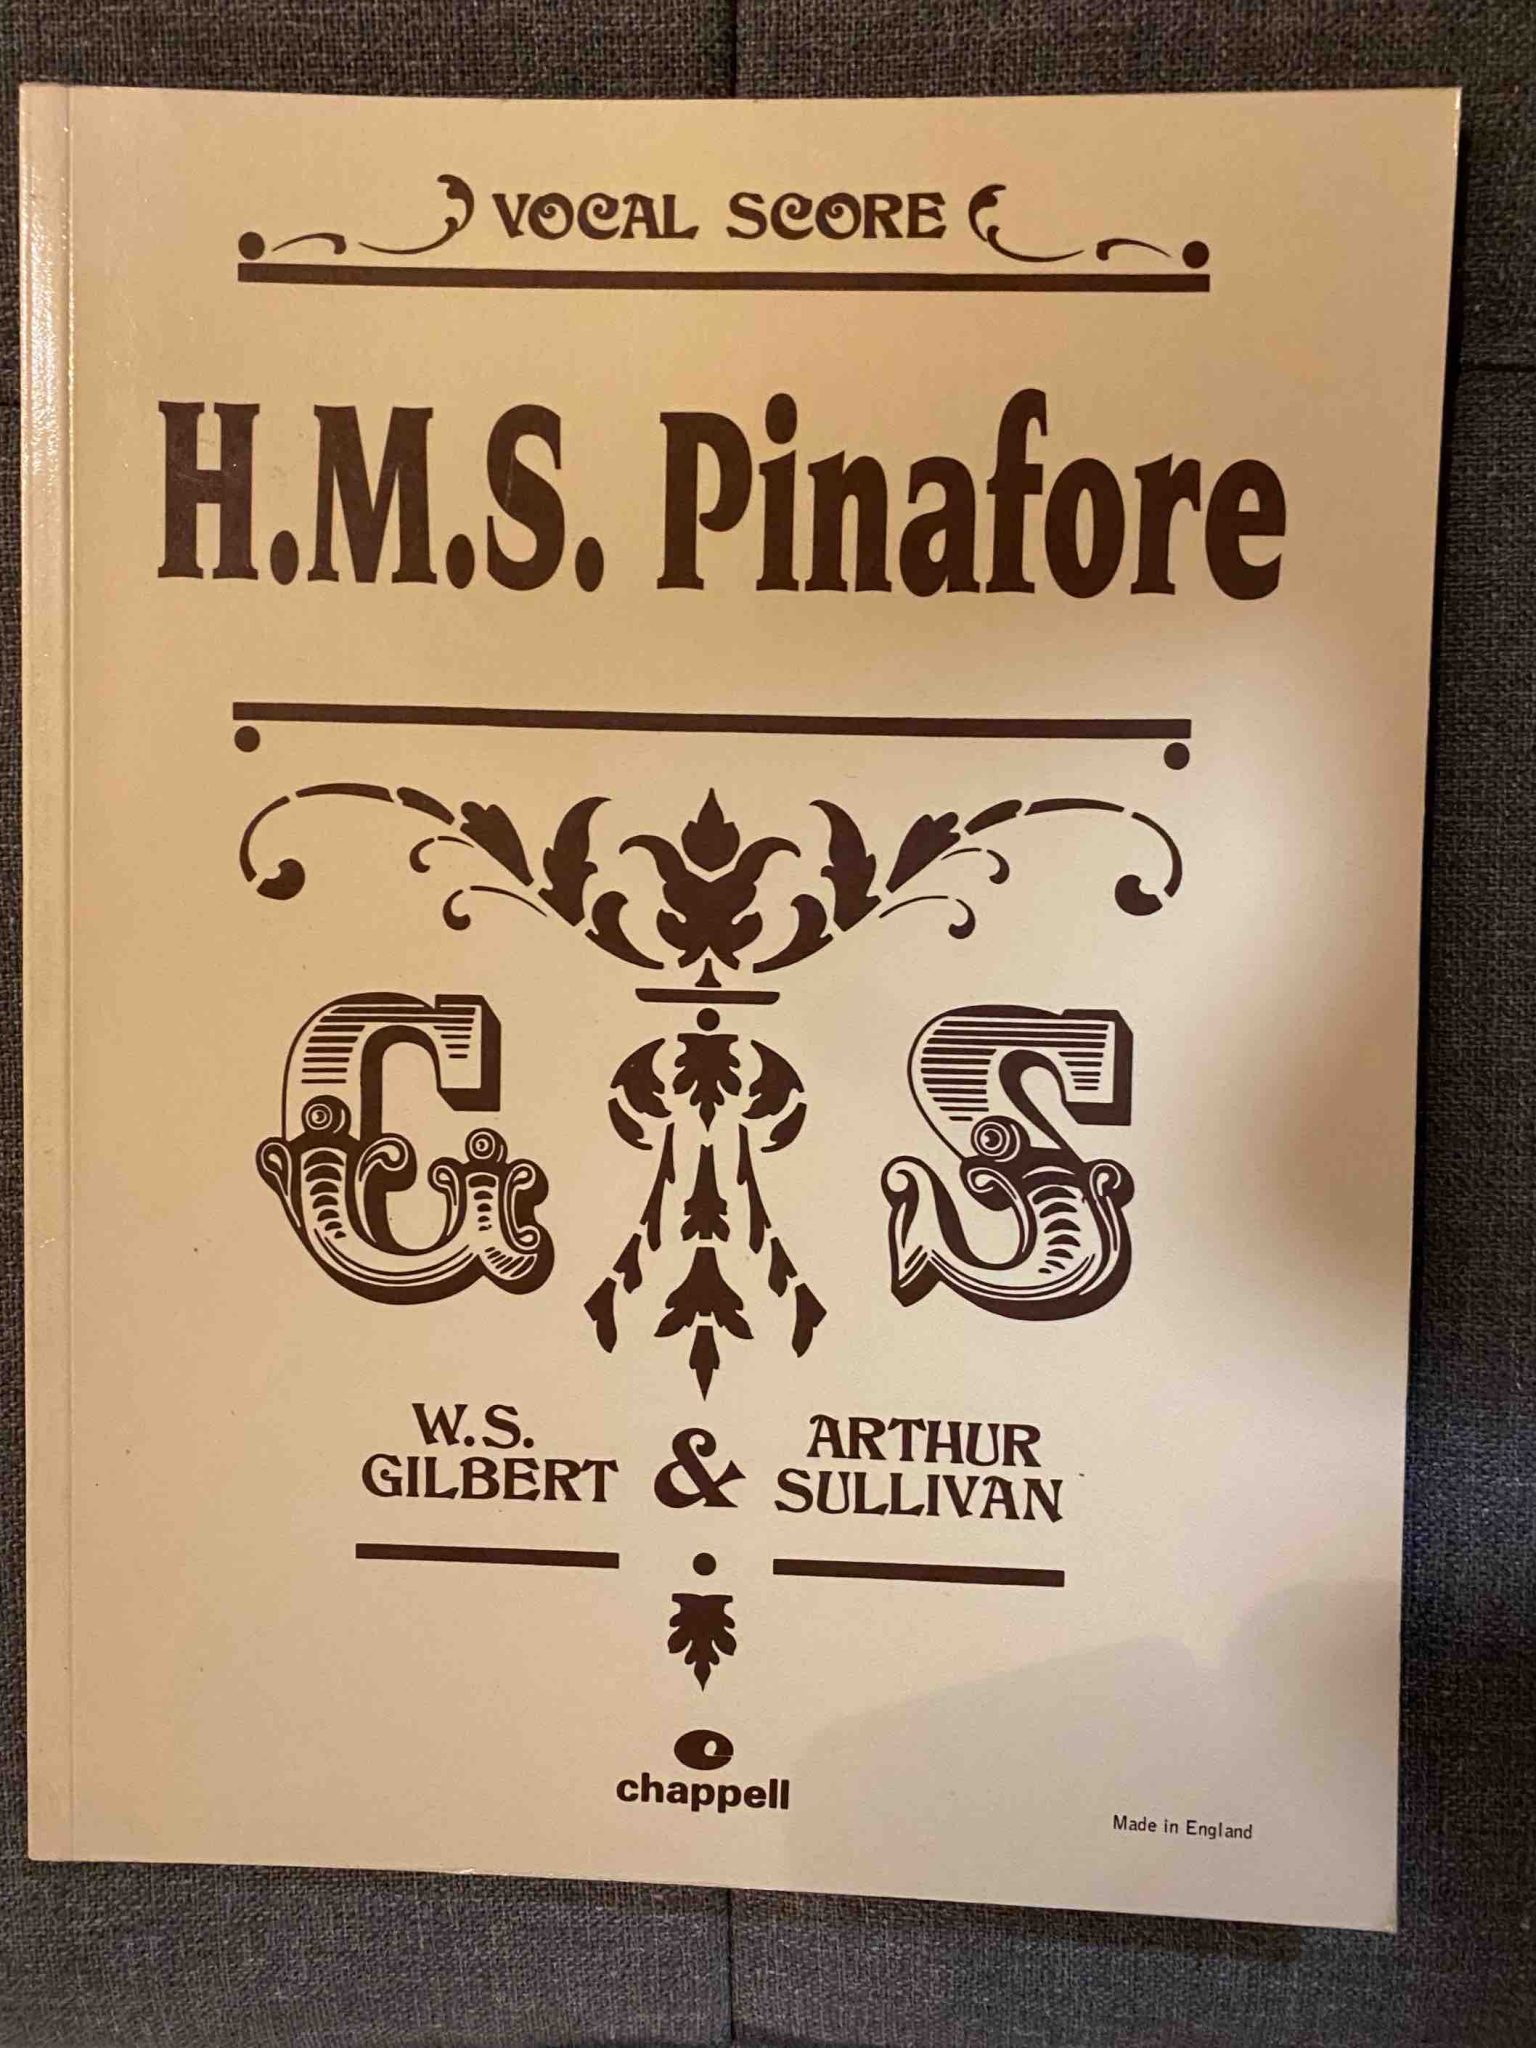 VOCAL SCORE
H.M.S. Pinafore
G S
W.S.
GILBERT
&
ARTHUR
SULLIVAN
chappell
Made in England